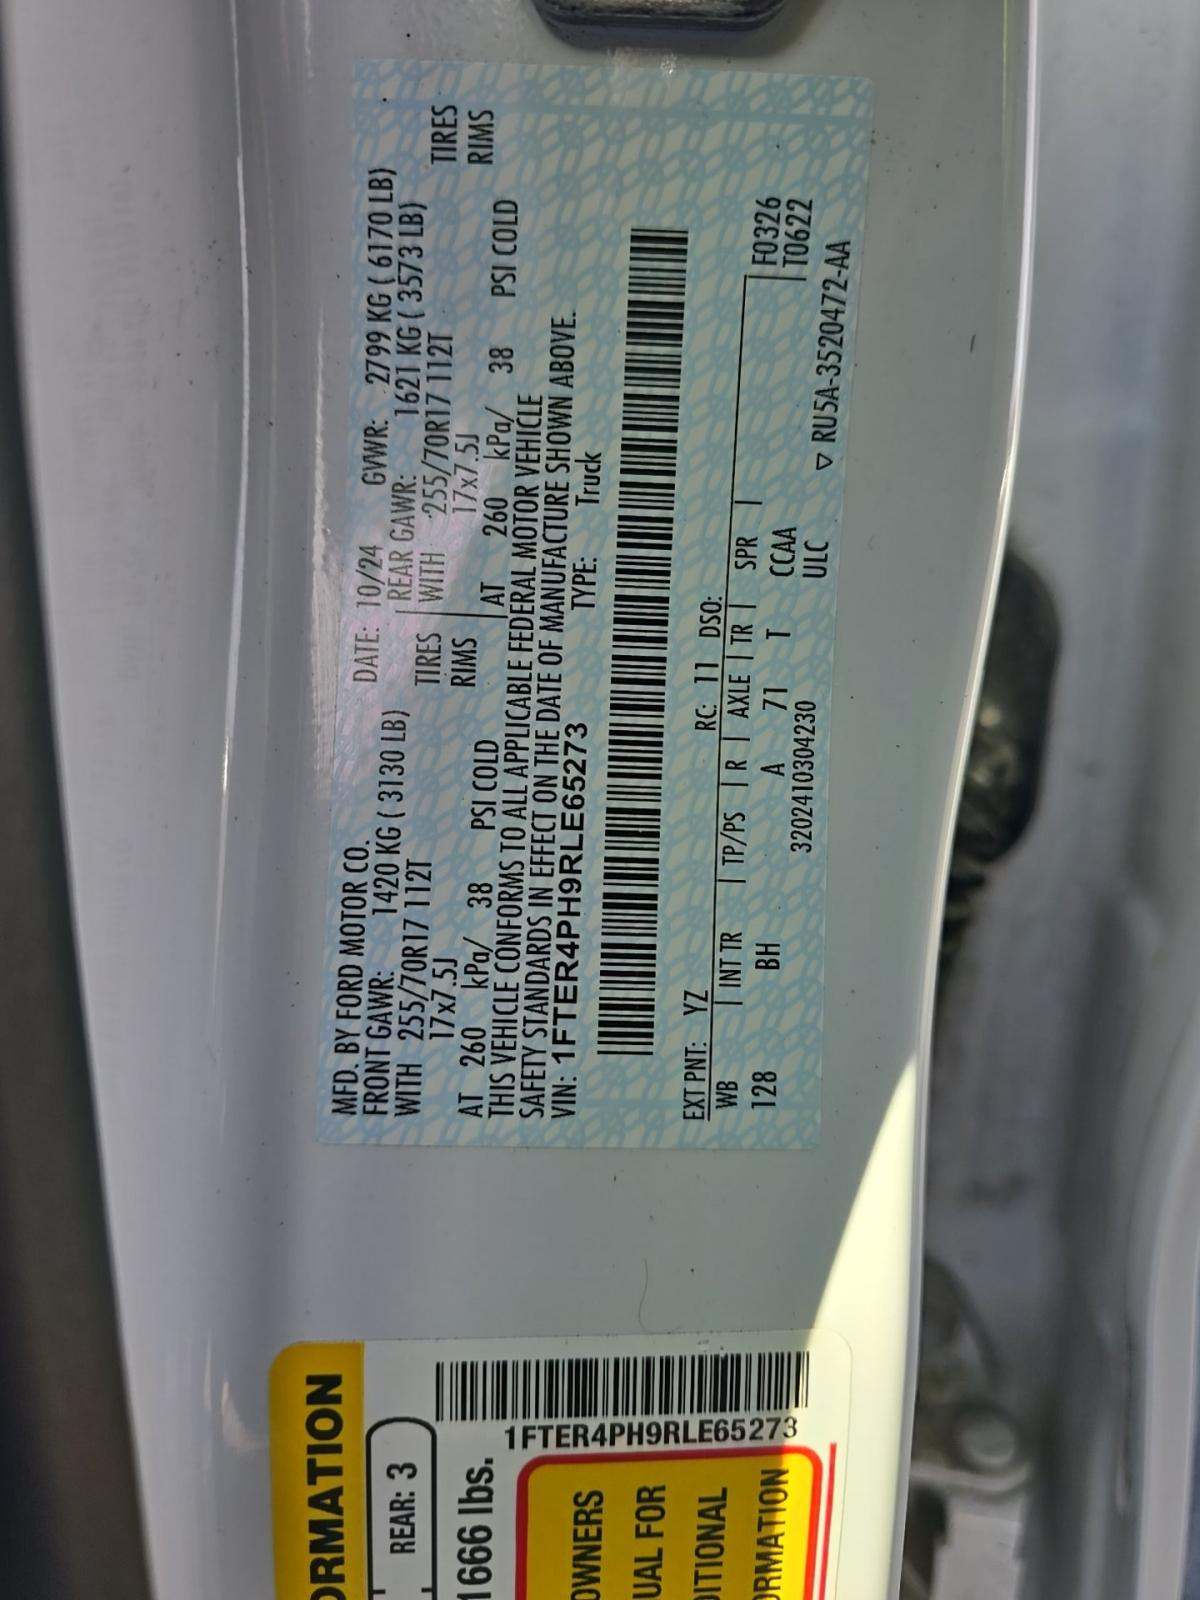 MFD. BY FORD MOTOR CO.
DATE: 10/24 GVWR: 2799 KG ( 6170 LB)
FRONT GAWR: 1420 KG ( 3130 LB) REAR GAWR: 1621 KG ( 3573 LB)
WITH 255/70R17 112T TIRES WITH 255/70R17 112T TIRES
17x7.5J RIMS 17x7.5J RIMS
AT 260 kPa/ 38 PSI COLD AT 260 kPa/ 38 PSI COLD
THIS VEHICLE CONFORMS TO ALL APPLICABLE FEDERAL MOTOR VEHICLE
SAFETY STANDARDS IN EFFECT ON THE DATE OF MANUFACTURE SHOWN ABOVE.
VIN: 1FTER4PH9RLE65273 TYPE: Truck
EXT PNT: YZ RC: 11 DSO:
WB INT TR TP/PS R AXLE TR SPR F0326
128 BH A 71 T CCAA T0622
3202410304230 ULC
▽ RU5A-3520472-AA
ORMATION
REAR: 3
1666 lbs.
1FTER4PH9RLE65273
OWNERS
UAL FOR
DITIONAL
ORMATION